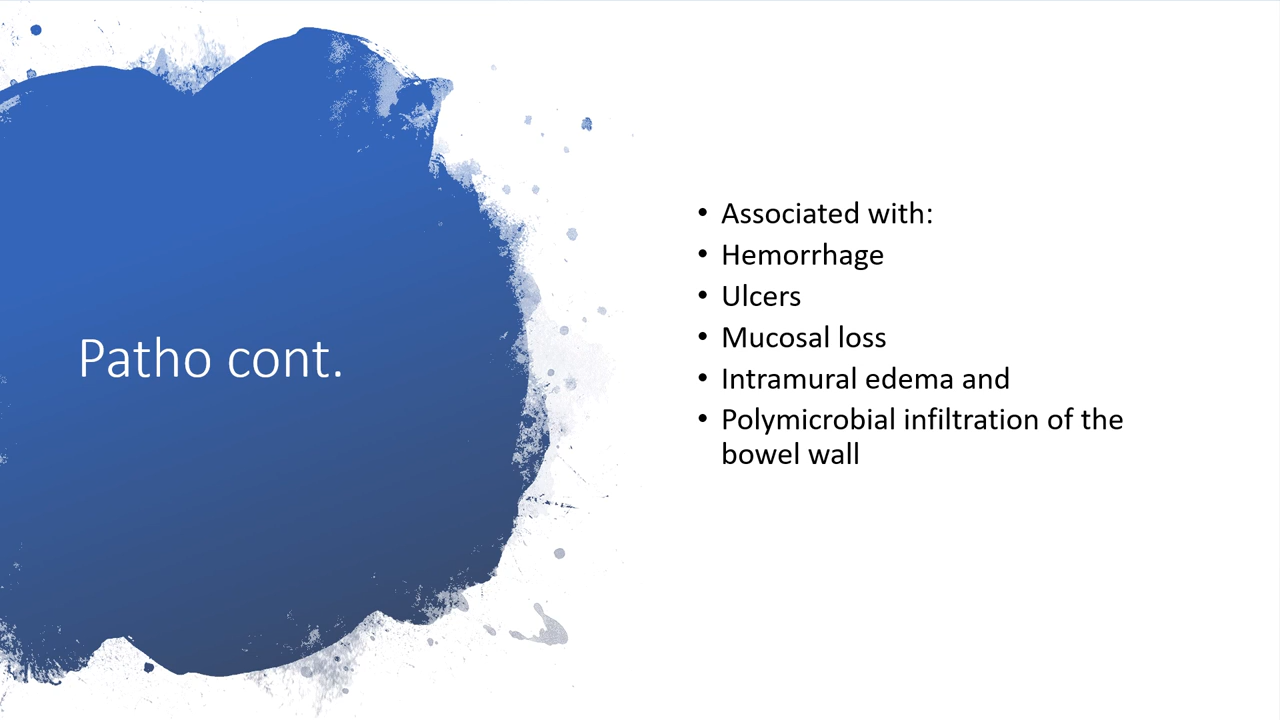 Patho cont.
• Associated with:
• Hemorrhage
• Ulcers
• Mucosal loss
• Intramural edema and
• Polymicrobial infiltration of the
bowel wall